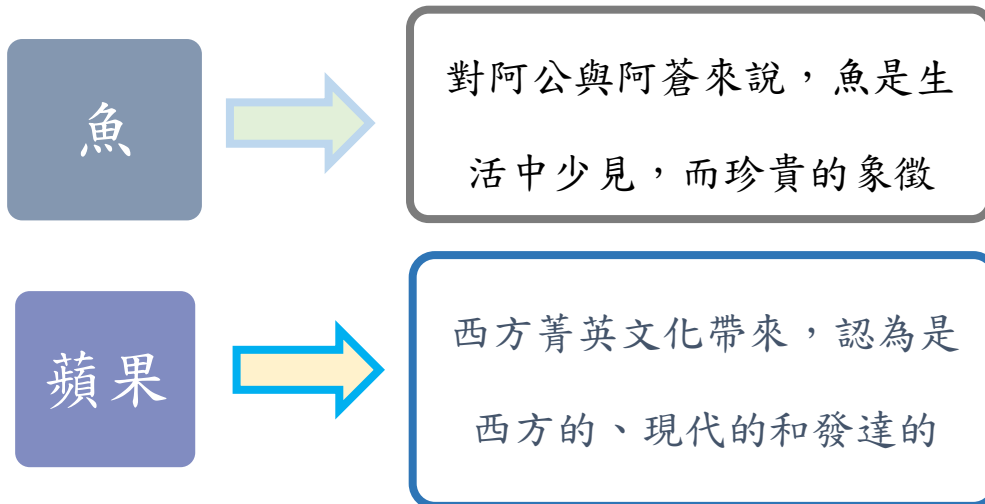 魚
對阿公與阿蒼來說，魚是生
活中少見，而珍貴的象徵
蘋果
西方菁英文化帶來，認為是
西方的、現代的和發達的